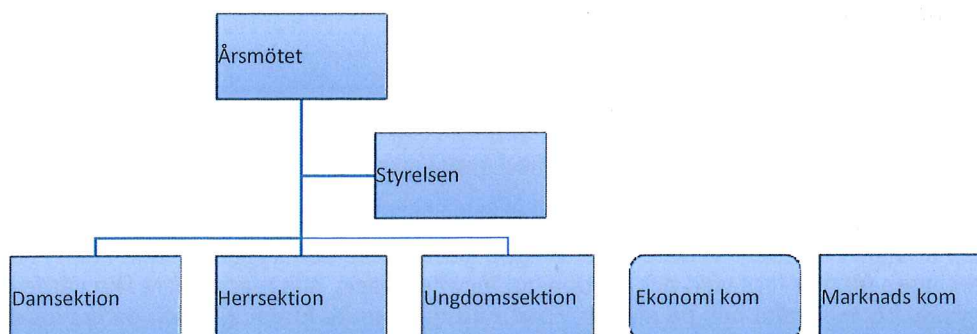 Årsmötet
Styrelsen
Damsektion
Herrsektion
Ungdomssektion
Ekonomi kom
Marknads kom